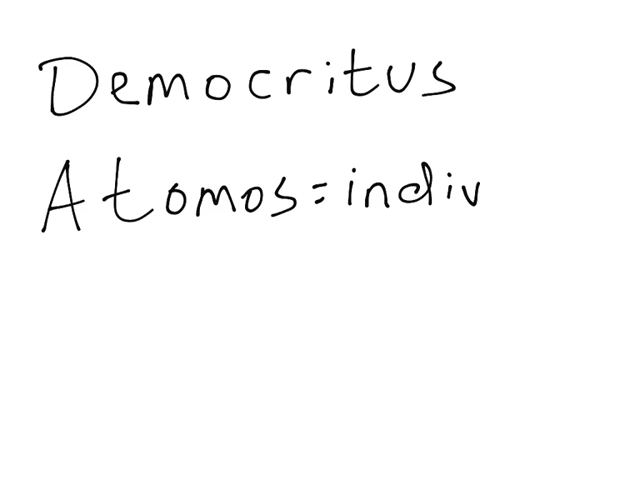 Democritus
Atomos = indiv